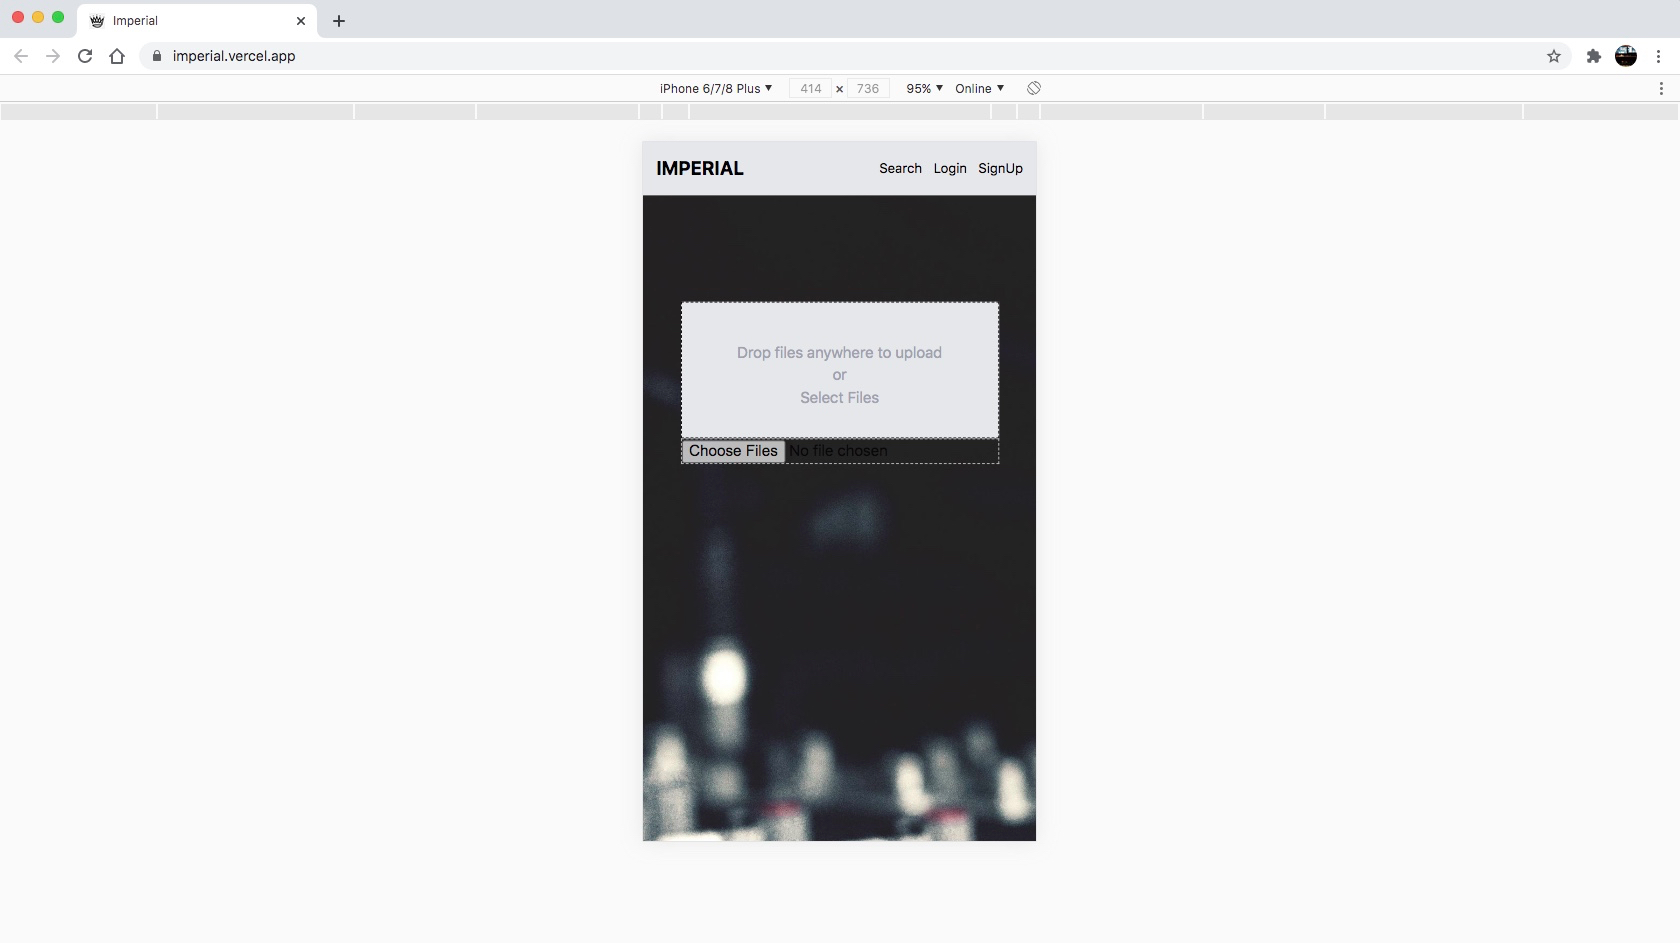 Imperial
imperial.vercel.app
iPhone 6/7/8 Plus 414 × 736 95% Online
IMPERIAL Search Login SignUp
Drop files anywhere to upload
or
Select Files
Choose Files No file chosen